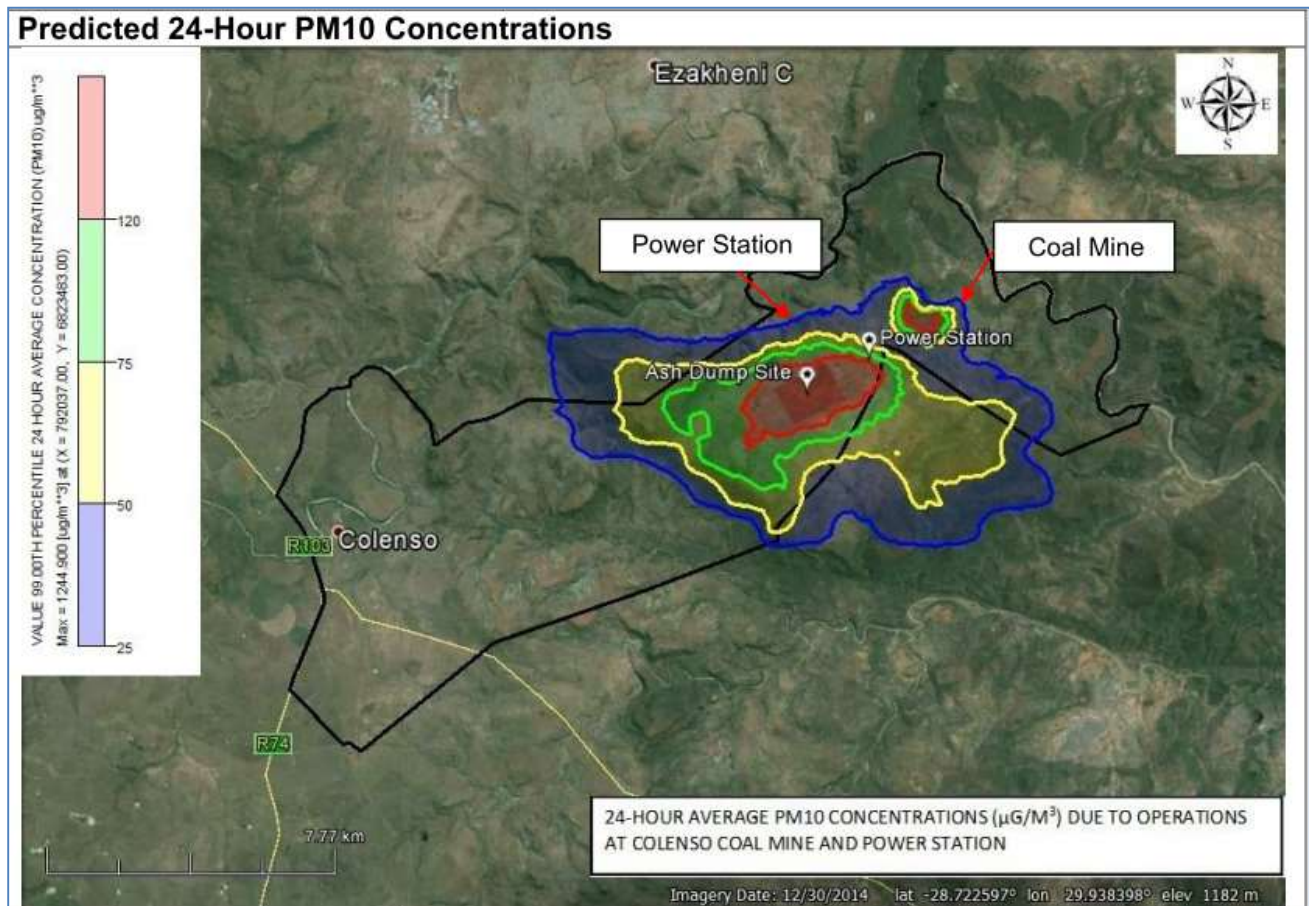 Predicted 24-Hour PM10 Concentrations
VALUE 99.00TH PERCENTILE 24 HOUR AVERAGE CONCENTRATION (PM10) ug/m**3
Max = 1244.900 [ug/m**3] at (X = 792037.00, Y = 6823483.00)
120
75
50
25
Ezakheni C
N
W E
S
Power Station
Coal Mine
Power Station
Ash Dump Site
R103
Colenso
R74
7.77 km
24-HOUR AVERAGE PM10 CONCENTRATIONS (µG/M³) DUE TO OPERATIONS
AT COLENSO COAL MINE AND POWER STATION
Imagery Date: 12/30/2014 lat -28.722597° lon 29.938398° elev 1182 m